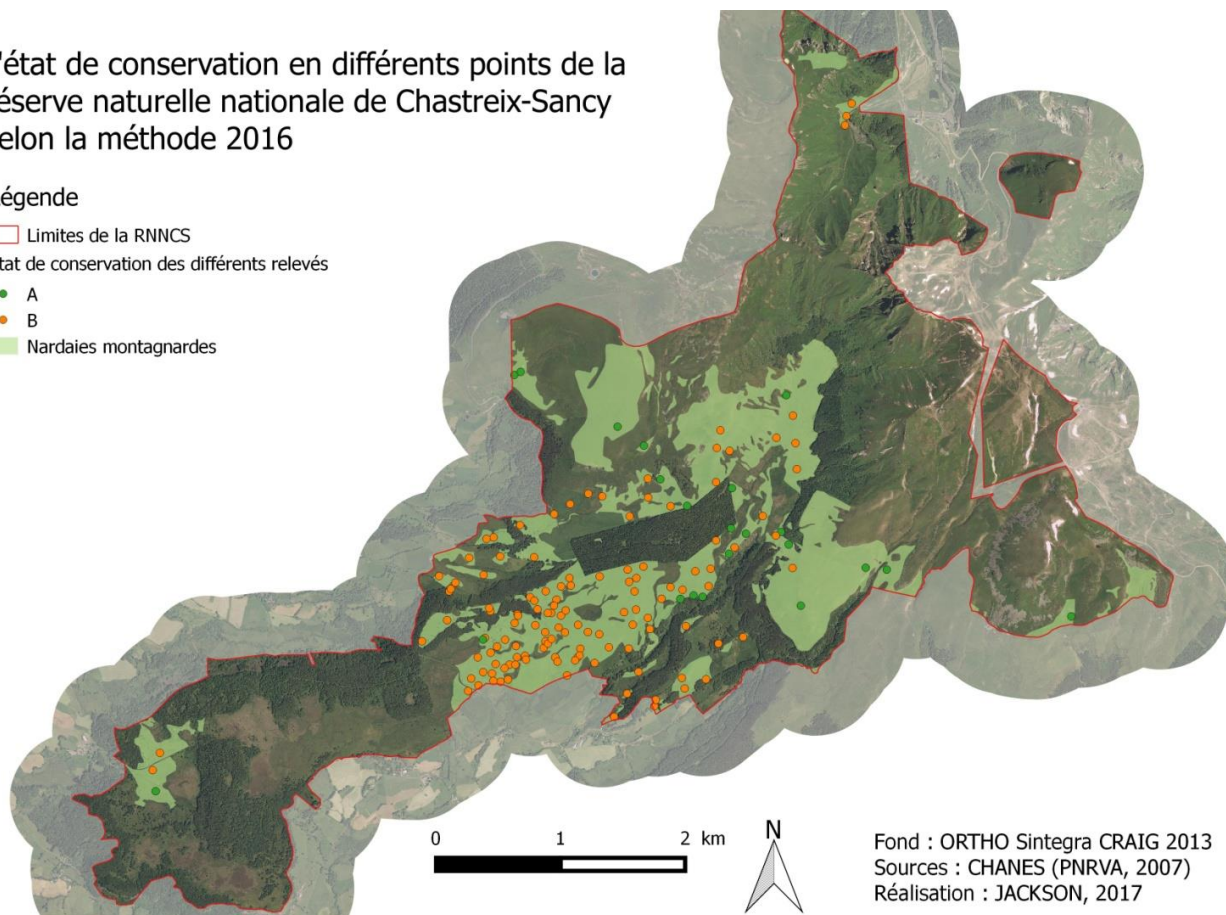 'état de conservation en différents points de la
éserve naturelle nationale de Chastreix-Sancy
elon la méthode 2016
égende
Limites de la RNNCS
tat de conservation des différents relevés
A
B
Nardaies montagnardes
0 1 2 km
N
Fond : ORTHO Sintegra CRAIG 2013
Sources : CHANES (PNRVA, 2007)
Réalisation : JACKSON, 2017